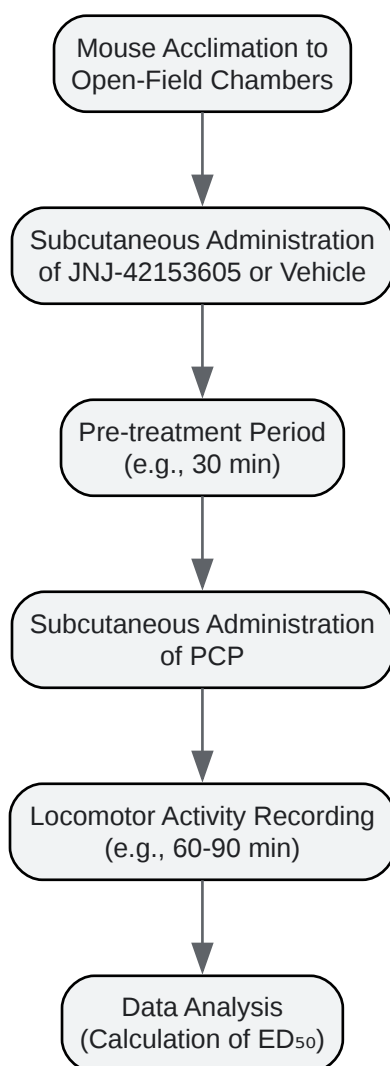 Mouse Acclimation to
Open-Field Chambers
Subcutaneous Administration
of JNJ-42153605 or Vehicle
Pre-treatment Period
(e.g., 30 min)
Subcutaneous Administration
of PCP
Locomotor Activity Recording
(e.g., 60-90 min)
Data Analysis
(Calculation of ED₅₀)